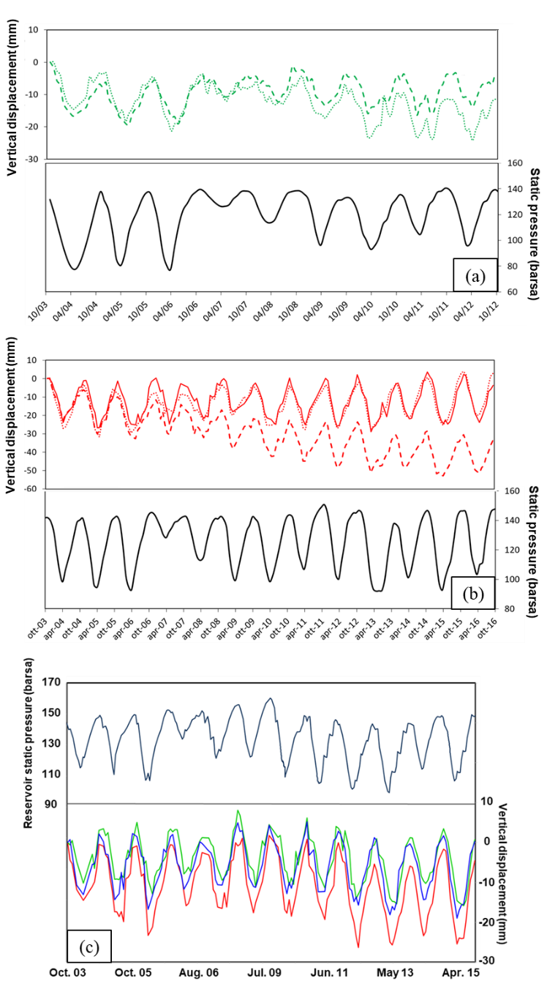 Vertical displacement (mm)
10
0
-10
-20
-30
160
140
120
100
80
60
Static pressure (barsa)
(a)
10/03 04/04 10/04 04/05 10/05 04/06 10/06 04/07 10/07 04/08 10/08 04/09 10/09 04/10 10/10 04/11 10/11 04/12 10/12
Vertical displacement (mm)
10
0
-10
-20
-30
-40
-50
-60
160
140
120
100
80
Static pressure (barsa)
(b)
ott-03 apr-04 ott-04 apr-05 ott-05 apr-06 ott-06 apr-07 ott-07 apr-08 ott-08 apr-09 ott-09 apr-10 ott-10 apr-11 ott-11 apr-12 ott-12 apr-13 ott-13 apr-14 ott-14 apr-15 ott-15 apr-16 ott-16
Reservoir static pressure (barsa)
170
150
130
110
90
10
0
-10
-20
-30
Vertical displacement (mm)
(c)
Oct. 03 Oct. 05 Aug. 06 Jul. 09 Jun. 11 May 13 Apr. 15